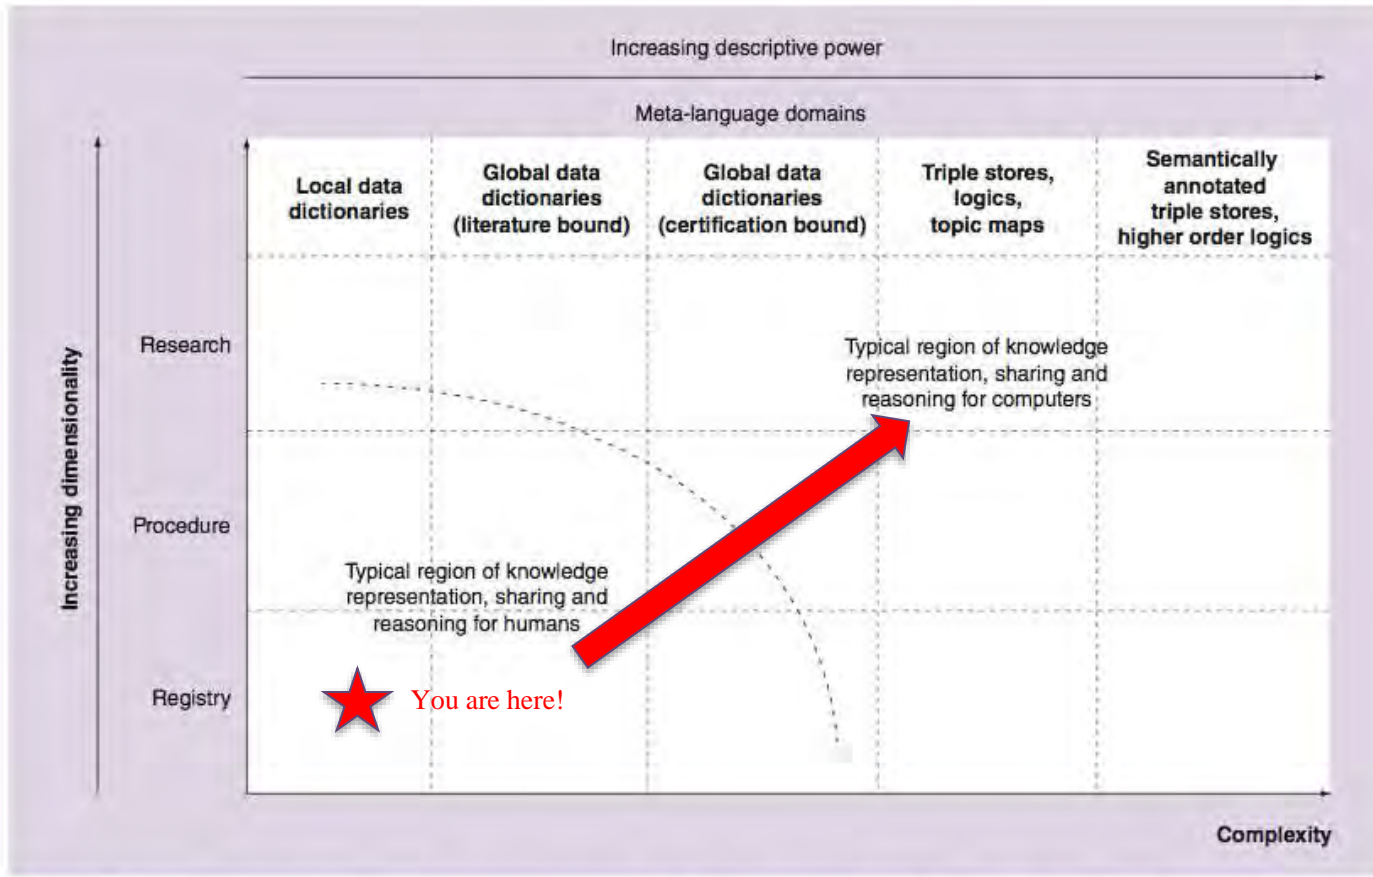 Increasing descriptive power
Meta-language domains
Local data
dictionaries
Global data
dictionaries
(literature bound)
Global data
dictionaries
(certification bound)
Triple stores,
logics,
topic maps
Semantically
annotated
triple stores,
higher order logics
Increasing dimensionality
Research
Procedure
Registry
Typical region of knowledge
representation, sharing and
reasoning for computers
Typical region of knowledge
representation, sharing and
reasoning for humans
You are here!
Complexity